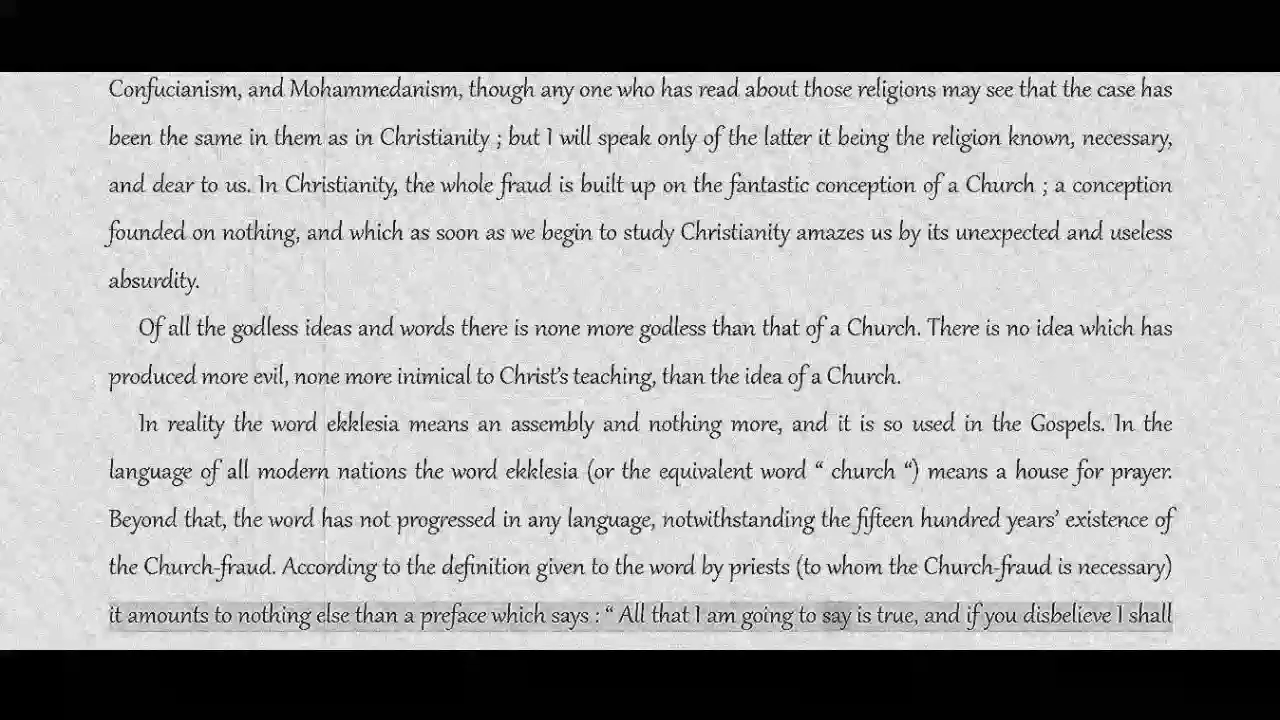 Confucianism, and Mohammedanism, though any one who has read about those religions may see that the case has
been the same in them as in Christianity ; but I will speak only of the latter it being the religion known, necessary,
and dear to us. In Christianity, the whole fraud is built up on the fantastic conception of a Church ; a conception
founded on nothing, and which as soon as we begin to study Christianity amazes us by its unexpected and useless
absurdity.
Of all the godless ideas and words there is none more godless than that of a Church. There is no idea which has
produced more evil, none more inimical to Christ’s teaching, than the idea of a Church.
In reality the word ekklesia means an assembly and nothing more, and it is so used in the Gospels. In the
language of all modern nations the word ekklesia (or the equivalent word “ church “) means a house for prayer.
Beyond that, the word has not progressed in any language, notwithstanding the fifteen hundred years’ existence of
the Church-fraud. According to the definition given to the word by priests (to whom the Church-fraud is necessary)
it amounts to nothing else than a preface which says : “ All that I am going to say is true, and if you disbelieve I shall